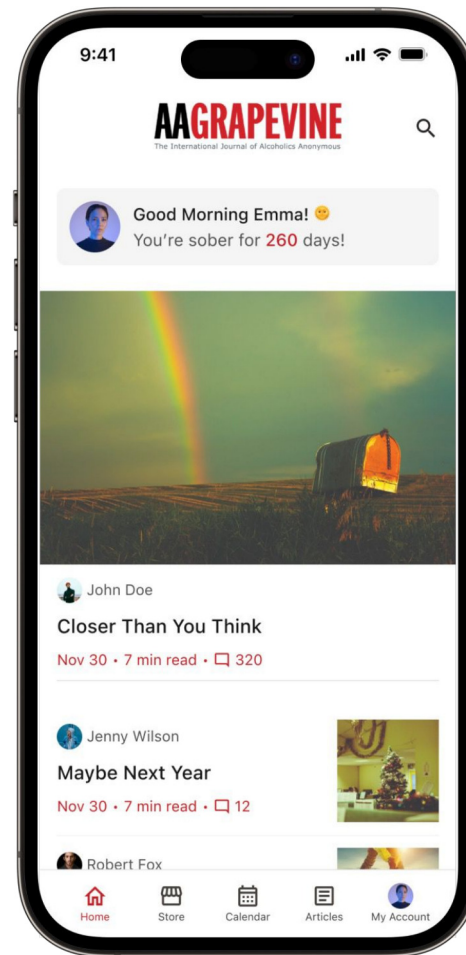 9:41
AAGRAPEVINE
The International Journal of Alcoholics Anonymous
Good Morning Emma!
You're sober for 260 days!
John Doe
Closer Than You Think
Nov 30 • 7 min read • 320
Jenny Wilson
Maybe Next Year
Nov 30 • 7 min read • 12
Robert Fox
Home
Store
Calendar
Articles
My Account